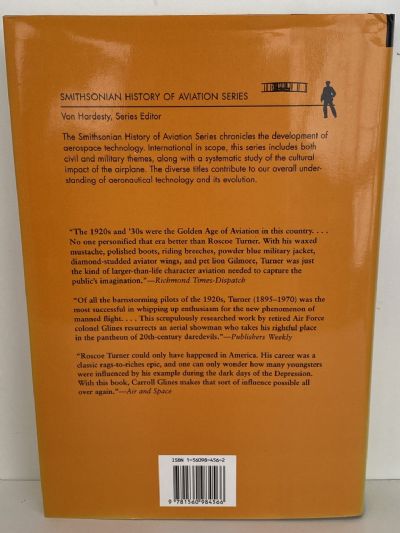 SMITHSONIAN HISTORY OF AVIATION SERIES
Von Hardesty, Series Editor
The Smithsonian History of Aviation Series chronicles the development of
aerospace technology. International in scope, this series includes both
civil and military themes, along with a systematic study of the cultural
impact of the airplane. The diverse titles contribute to our overall under-
standing of aeronautical technology and its evolution.
"The 1920s and '30s were the Golden Age of Aviation in this country. . . .
No one personified that era better than Roscoe Turner. With his waxed
mustache, polished boots, riding breeches, powder blue military jacket,
diamond-studded aviator wings, and pet lion Gilmore, Turner was just
the kind of larger-than-life character aviation needed to capture the
public's imagination."—Richmond Times-Dispatch
"Of all the barnstorming pilots of the 1920s, Turner (1895–1970) was the
most successful in whipping up enthusiasm for the new phenomenon of
manned flight. . . . This scrupulously researched work by retired Air Force
colonel Glines resurrects an aerial showman who takes his rightful place
in the pantheon of 20th-century daredevils."—Publishers Weekly
"Roscoe Turner could only have happened in America. His career was a
classic rags-to-riches epic, and one can only wonder how many youngsters
were influenced by his example during the dark days of the Depression.
With this book, Carroll Glines makes that sort of influence possible all
over again."—Air and Space
ISBN 1-56098-456-2
9 781560 984566